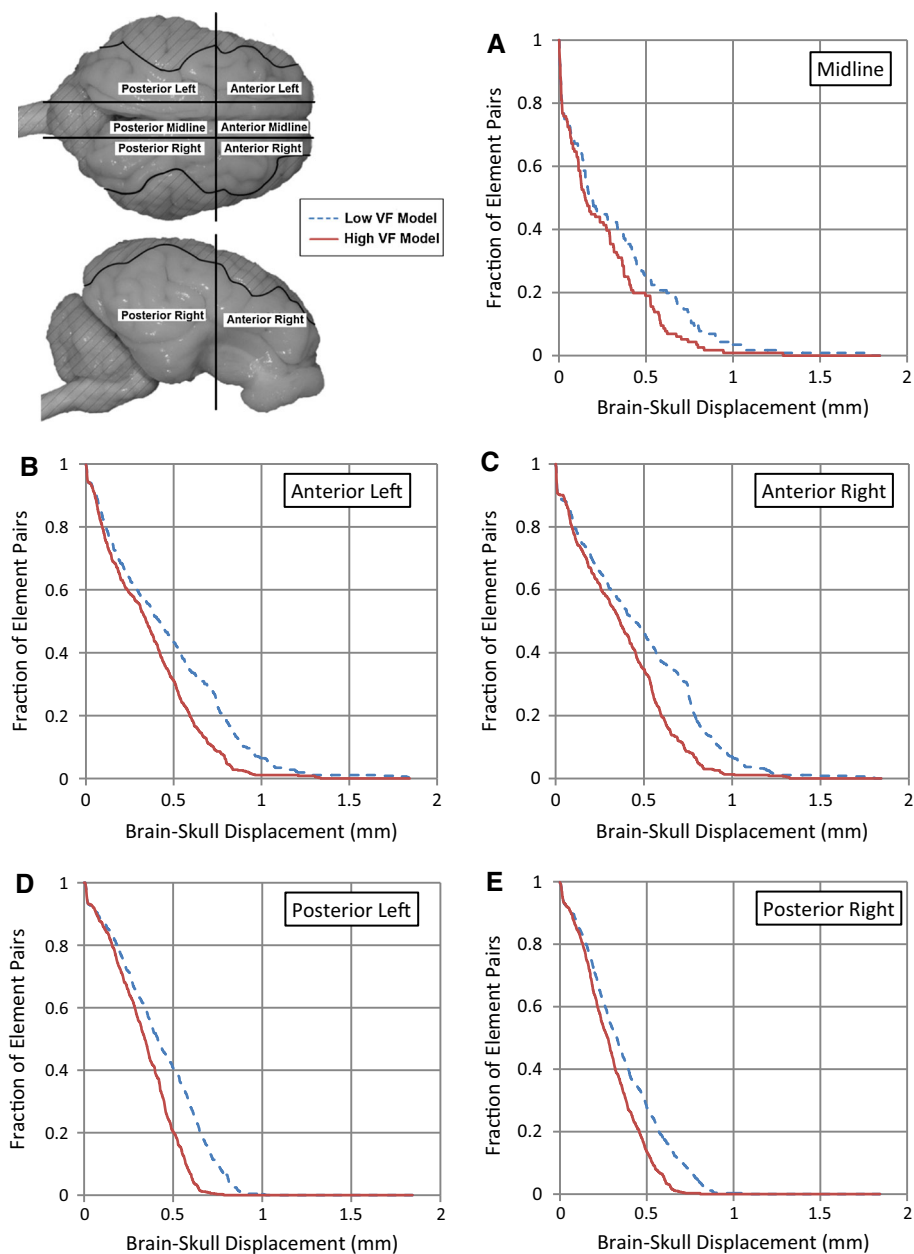 Posterior Left
Anterior Left
Posterior Midline
Anterior Midline
Posterior Right
Anterior Right
Posterior Right
Anterior Right
Low VF Model
High VF Model
A
Midline
Fraction of Element Pairs
1
0.8
0.6
0.4
0.2
0
0 0.5 1 1.5 2
Brain-Skull Displacement (mm)
B
Anterior Left
Fraction of Element Pairs
1
0.8
0.6
0.4
0.2
0
0 0.5 1 1.5 2
Brain-Skull Displacement (mm)
C
Anterior Right
Fraction of Element Pairs
1
0.8
0.6
0.4
0.2
0
0 0.5 1 1.5 2
Brain-Skull Displacement (mm)
D
Posterior Left
Fraction of Element Pairs
1
0.8
0.6
0.4
0.2
0
0 0.5 1 1.5 2
Brain-Skull Displacement (mm)
E
Posterior Right
Fraction of Element Pairs
1
0.8
0.6
0.4
0.2
0
0 0.5 1 1.5 2
Brain-Skull Displacement (mm)